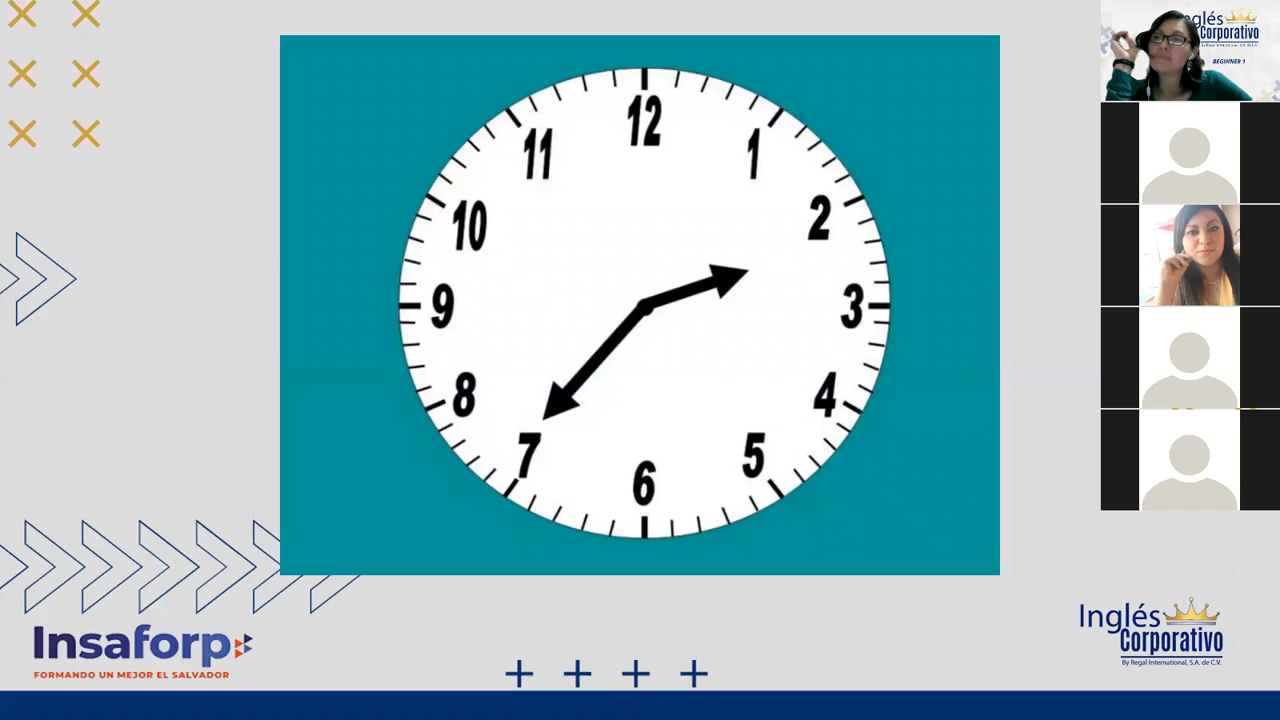 12
11
1
10
2
9
3
8
4
7
5
6
Insaforp
FORMANDO UN MEJOR EL SALVADOR
Inglés
Corporativo
By Regal International, S.A. de C.V.
glés
Corporativo
BEGINNER 1